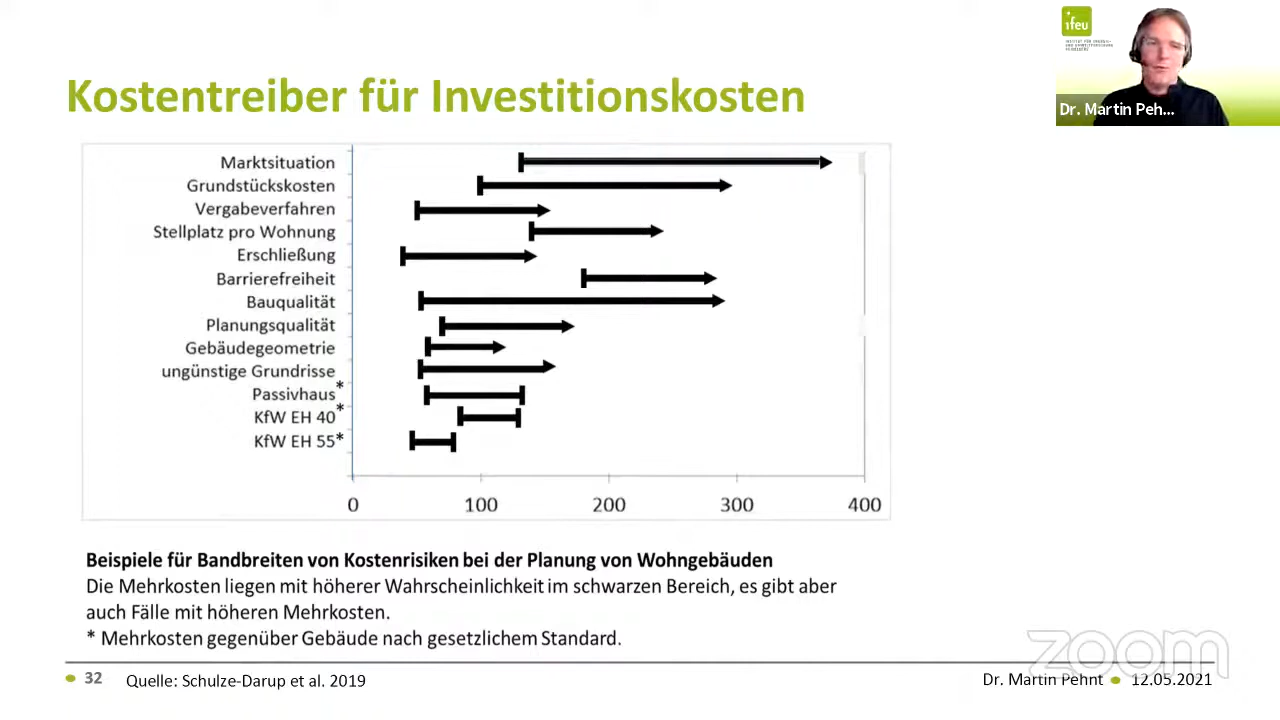 ifeu
Dr. Martin Peh...
Kostentreiber für Investitionskosten
Marktsituation
Grundstückskosten
Vergabeverfahren
Stellplatz pro Wohnung
Erschließung
Barrierefreiheit
Bauqualität
Planungsqualität
Gebäudegeometrie
ungünstige Grundrisse
Passivhaus*
KfW EH 40*
KfW EH 55*
0 100 200 300 400
Beispiele für Bandbreiten von Kostenrisiken bei der Planung von Wohngebäuden
Die Mehrkosten liegen mit höherer Wahrscheinlichkeit im schwarzen Bereich, es gibt aber
auch Fälle mit höheren Mehrkosten.
* Mehrkosten gegenüber Gebäude nach gesetzlichem Standard.
zoom
32 Quelle: Schulze-Darup et al. 2019 Dr. Martin Pehnt 12.05.2021